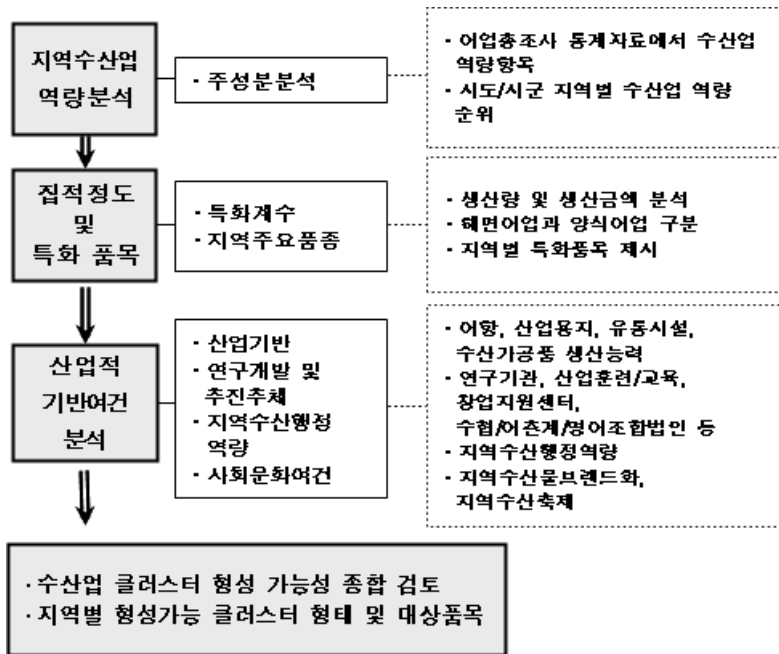 지역수산업
역량분석
· 주성분분석
· 어업총조사 통계자료에서 수산업
역량항목
· 시도/시군 지역별 수산업 역량
순위
집적정도
및
특화 품목
· 특화계수
· 지역주요품종
· 생산량 및 생산금액 분석
· 해면어업과 양식어업 구분
· 지역별 특화품목 제시
산업적
기반여건
분석
· 산업기반
· 연구개발 및
추진주체
· 지역수산행정
역량
· 사회문화여건
· 어항, 산업용지, 유통시설,
수산가공품 생산능력
· 연구기관, 산업훈련/교육,
창업지원센터,
수협/어촌계/영어조합법인 등
· 지역수산행정역량
· 지역수산물브랜드화,
지역수산축제
· 수산업 클러스터 형성 가능성 종합 검토
· 지역별 형성가능 클러스터 형태 및 대상품목